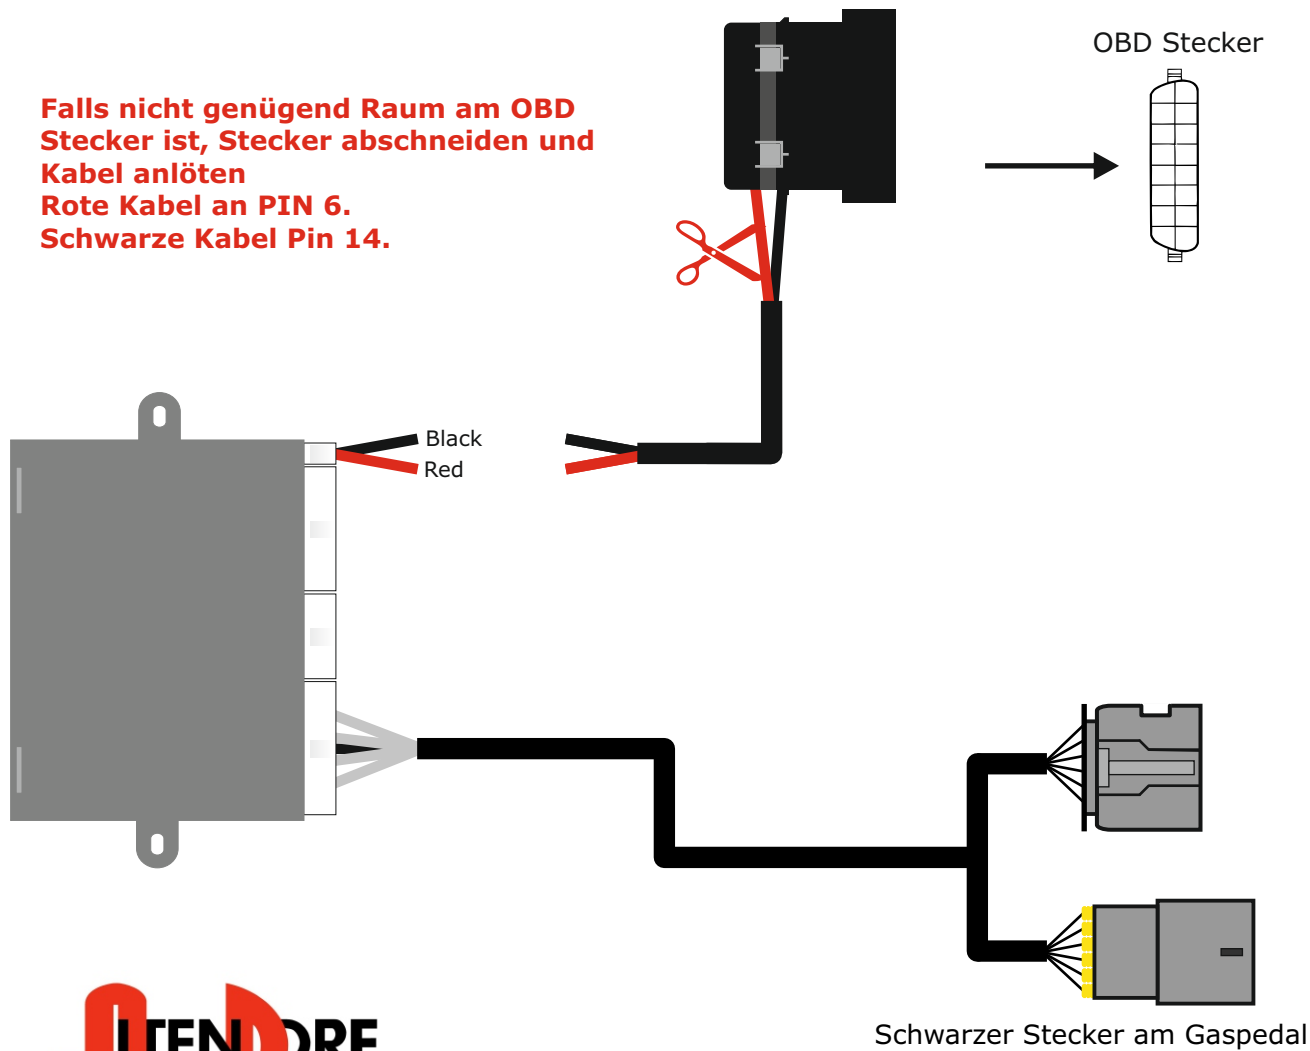 OBD Stecker
Falls nicht genügend Raum am OBD
Stecker ist, Stecker abschneiden und
Kabel anlöten
Rote Kabel an PIN 6.
Schwarze Kabel Pin 14.
Black
Red
Schwarzer Stecker am Gaspedal